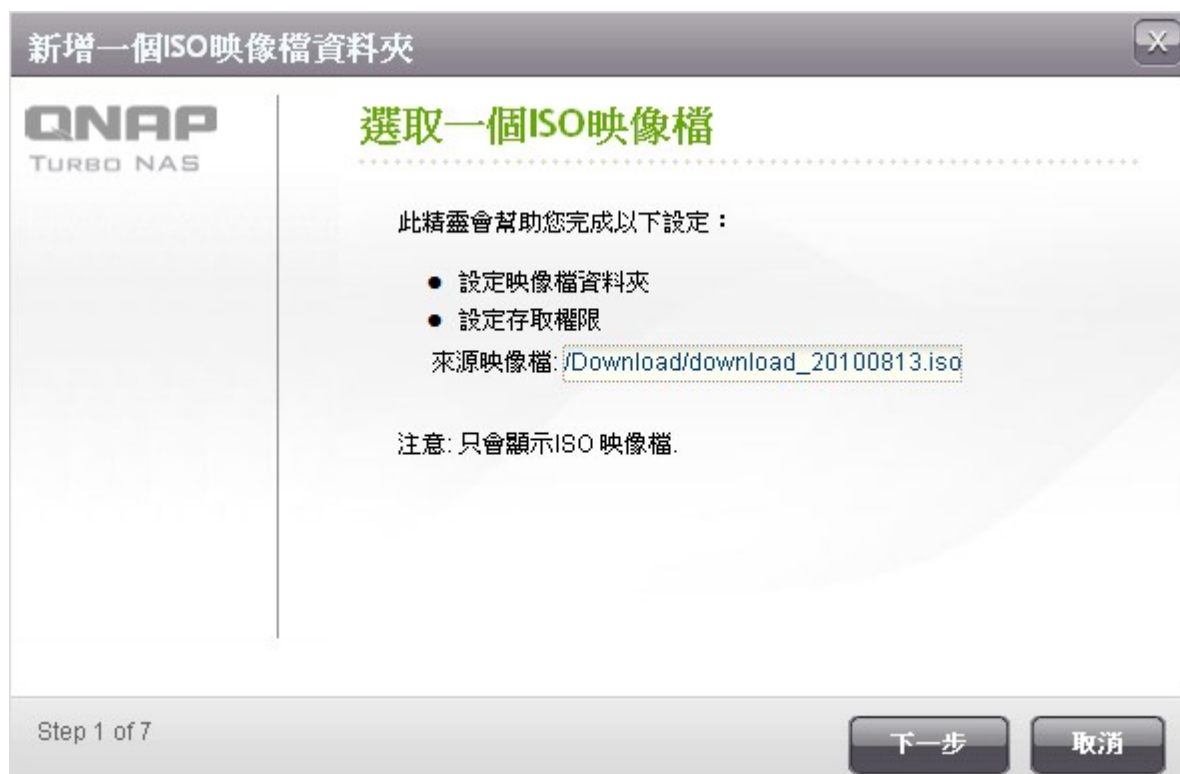 新增一個ISO映像檔資料夾
X
QNAP
TURBO NAS
選取一個ISO映像檔
此精靈會幫助您完成以下設定：
● 設定映像檔資料夾
● 設定存取權限
來源映像檔: /Download/download_20100813.iso
注意: 只會顯示ISO 映像檔.
Step 1 of 7
下一步
取消